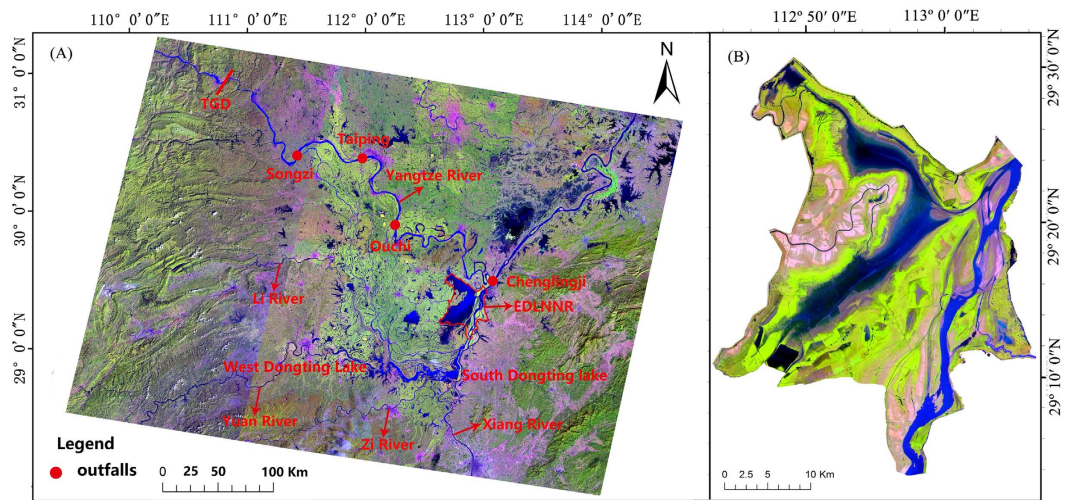 110° 0′ 0″E
111° 0′ 0″E
112° 0′ 0″E
113° 0′ 0″E
114° 0′ 0″E
112° 50′ 0″E
113° 0′ 0″E
(A)
N
(B)
31° 0′ 0″N
30° 0′ 0″N
29° 0′ 0″N
29° 30′ 0″N
29° 20′ 0″N
29° 10′ 0″N
TGD
Taiping
Songzi
Yangtze River
Ouchi
Chenglingji
Li River
EDLNNR
West Dongting Lake
South Dongting lake
Yuan River
Zi River
Xiang River
Legend
outfalls
0 25 50 100 Km
0 2.5 5 10 Km